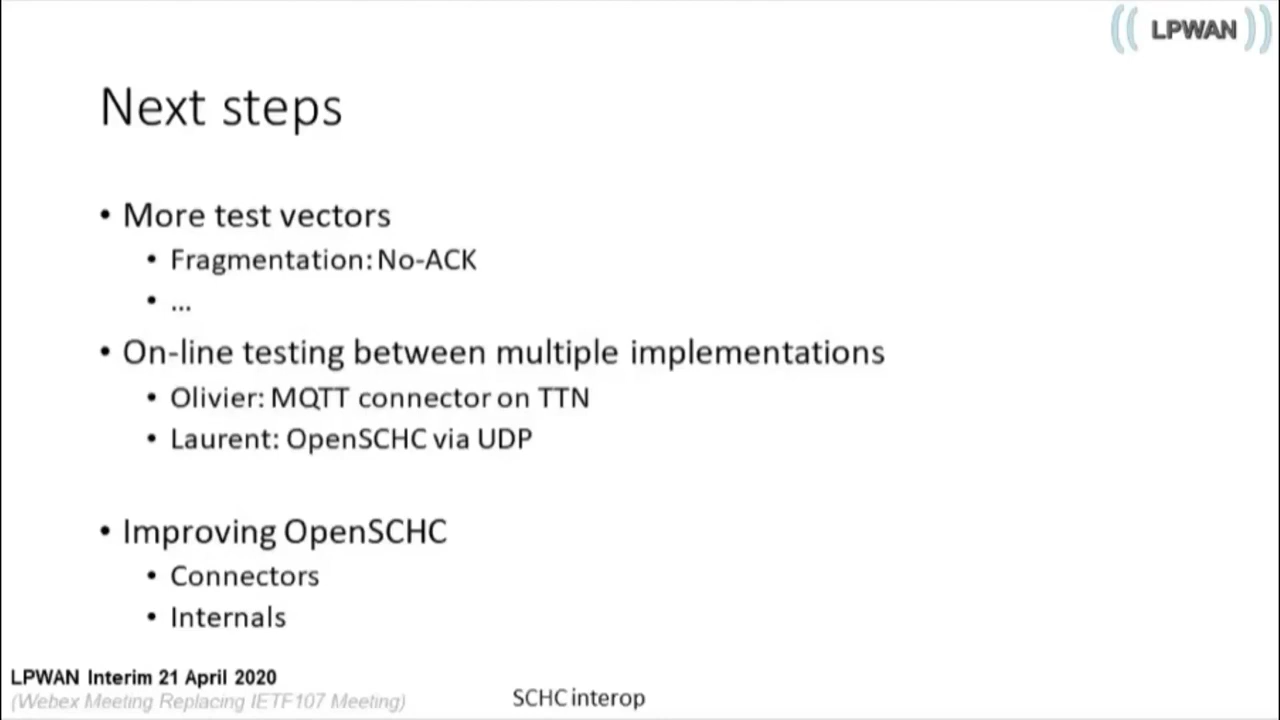 LPWAN
Next steps
• More test vectors
• Fragmentation: No-ACK
• ...
• On-line testing between multiple implementations
• Olivier: MQTT connector on TTN
• Laurent: OpenSCHC via UDP
• Improving OpenSCHC
• Connectors
• Internals
LPWAN Interim 21 April 2020
(Webex Meeting Replacing IETF107 Meeting)
SCHC interop